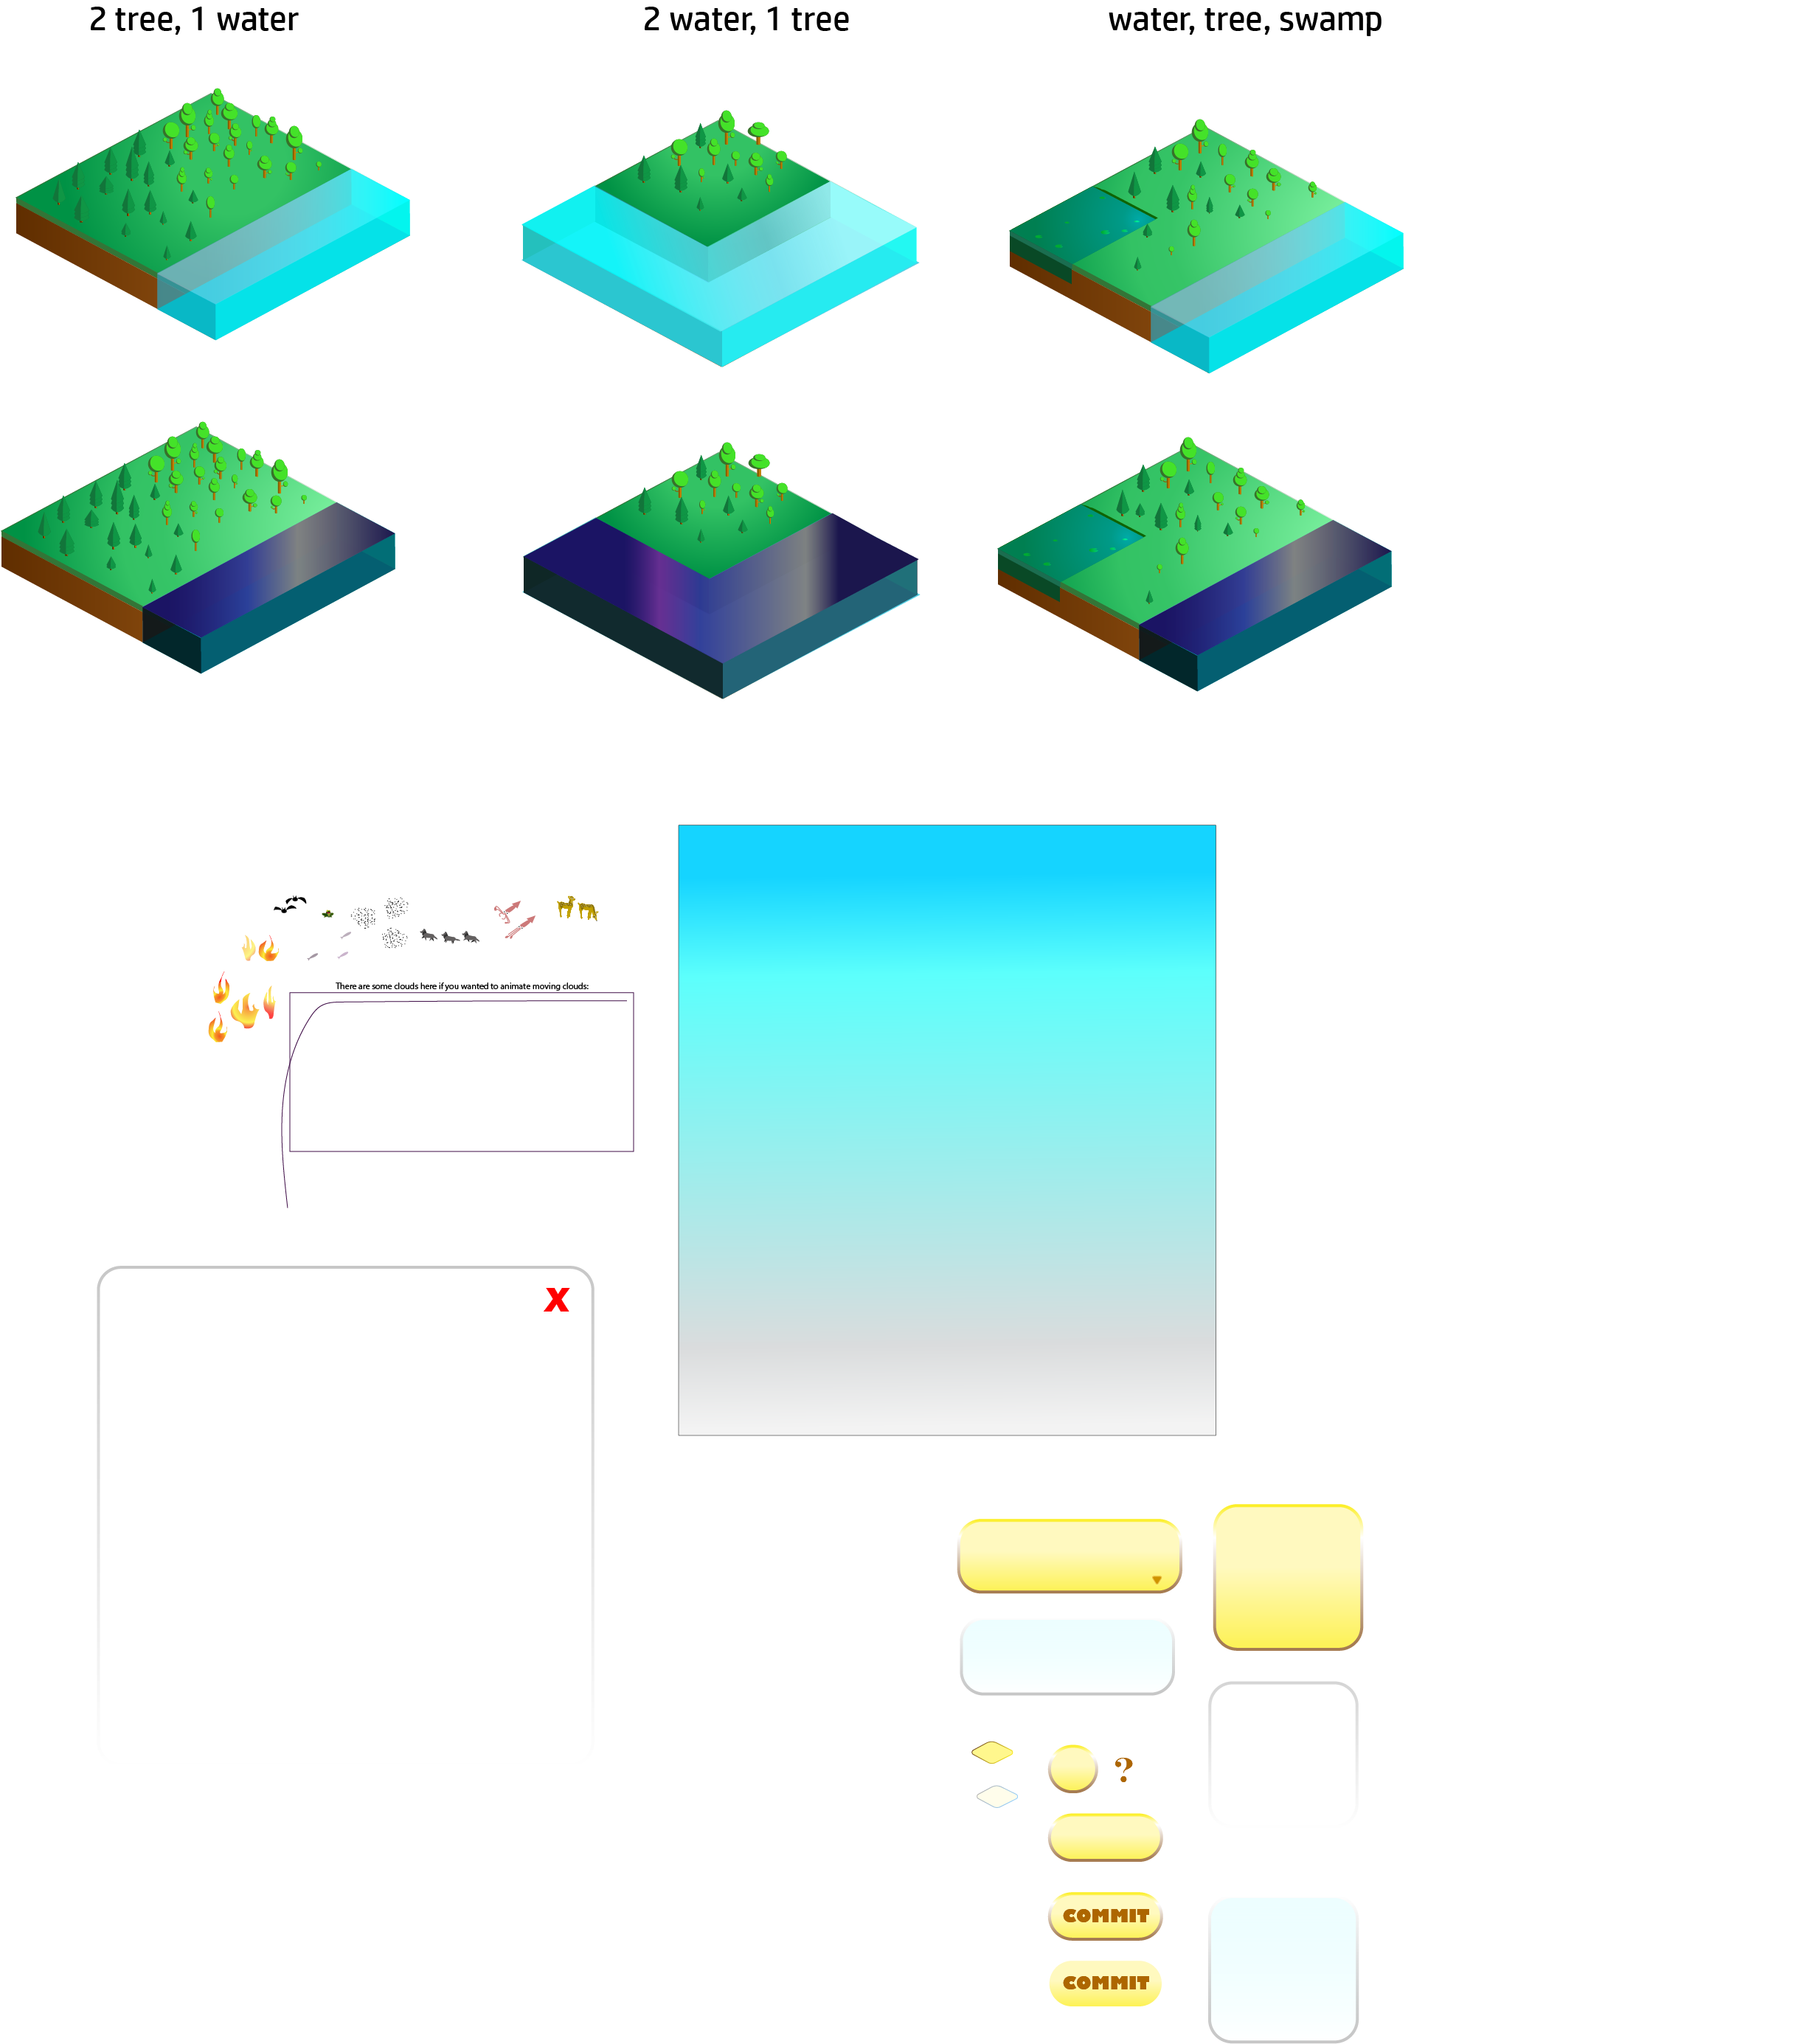 2 tree, 1 water
2 water, 1 tree
water, tree, swamp
There are some clouds here if you wanted to animate moving clouds:
X
?
COMMIT
COMMIT